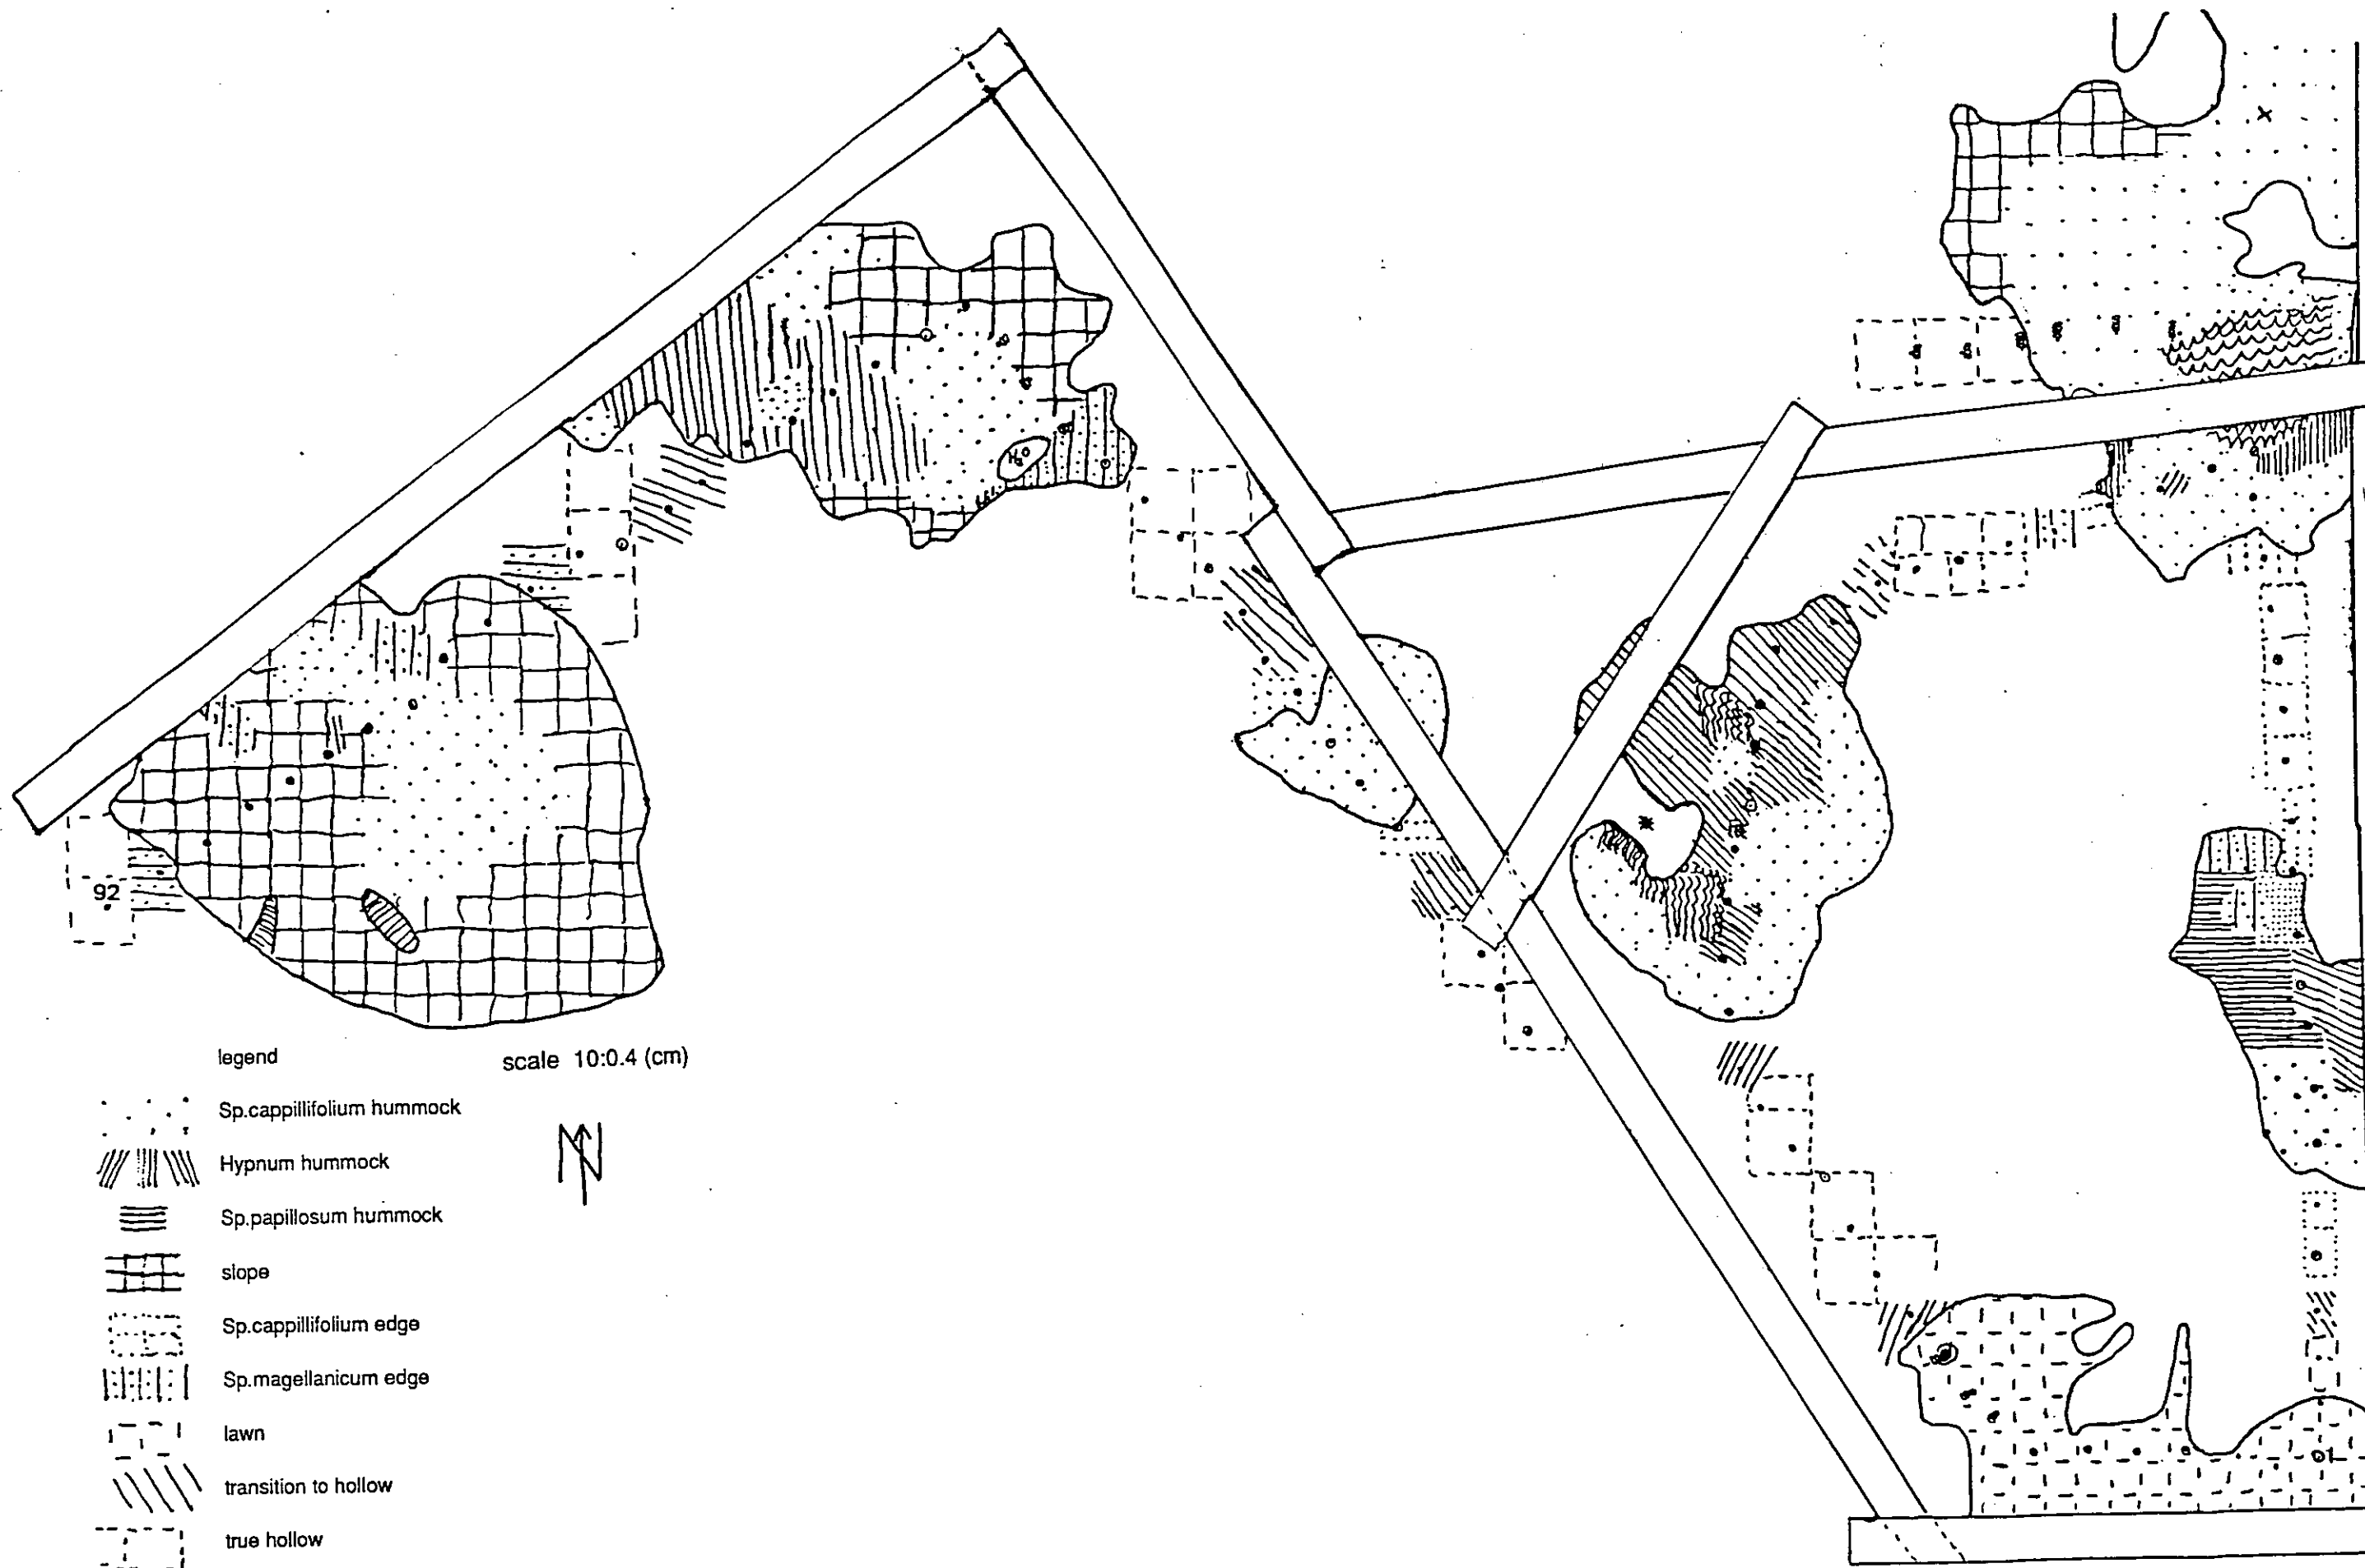 H2O
92
legend
scale 10:0.4 (cm)
Sp.cappillifolium hummock
N
Hypnum hummock
Sp.papillosum hummock
slope
Sp.cappillifolium edge
Sp.magellanicum edge
lawn
transition to hollow
true hollow